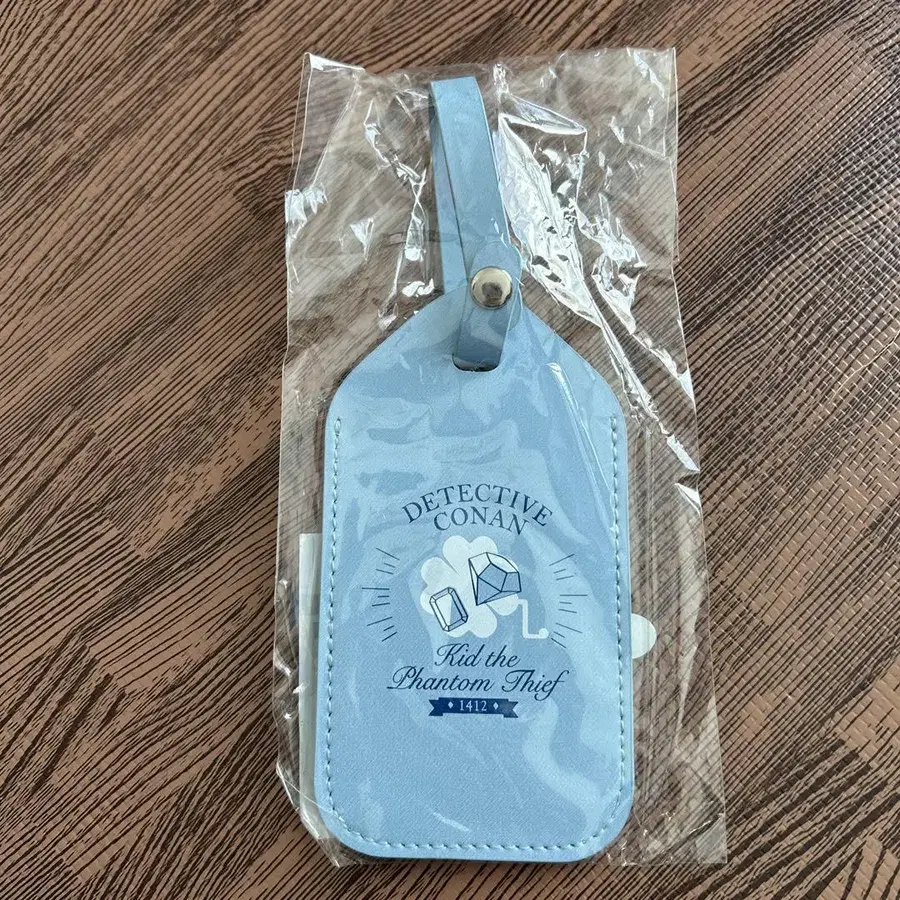 DETECTIVE
CONAN
Kid the
Phantom Thief
1412